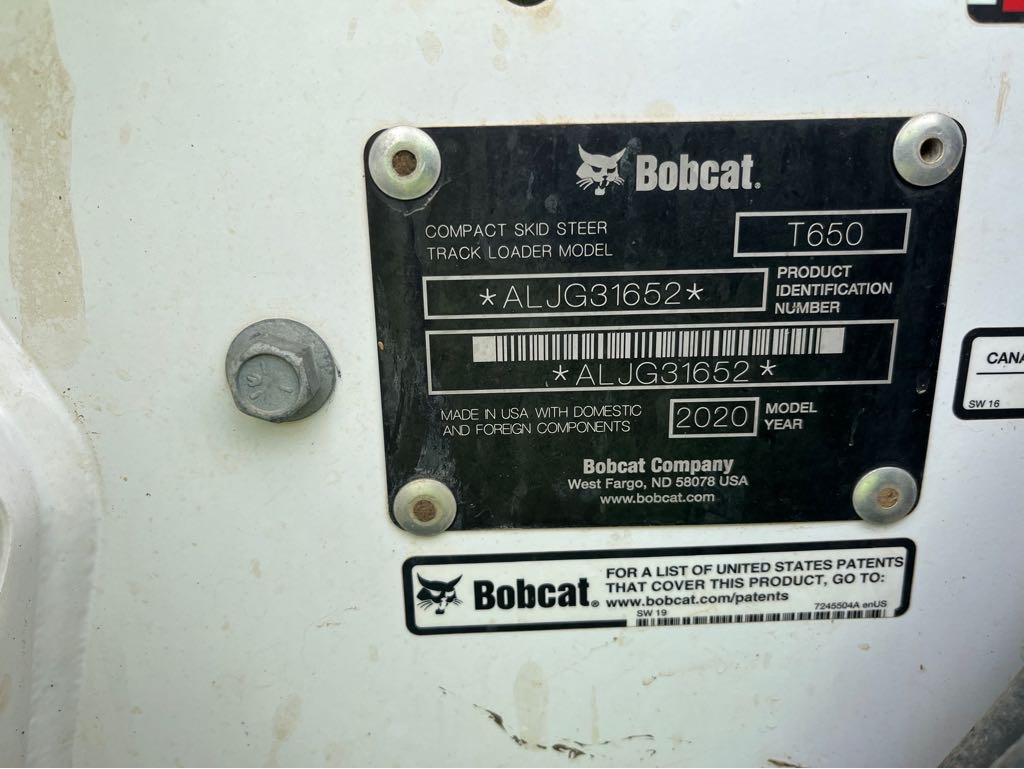 Bobcat.
COMPACT SKID STEER
TRACK LOADER MODEL
T650
*ALJG31652*
PRODUCT
IDENTIFICATION
NUMBER
*ALJG31652*
MADE IN USA WITH DOMESTIC
AND FOREIGN COMPONENTS
2020
MODEL
YEAR
Bobcat Company
West Fargo, ND 58078 USA
www.bobcat.com
SW 16
Bobcat.
FOR A LIST OF UNITED STATES PATENTS
THAT COVER THIS PRODUCT, GO TO:
www.bobcat.com/patents
SW 19
7245504A enUS